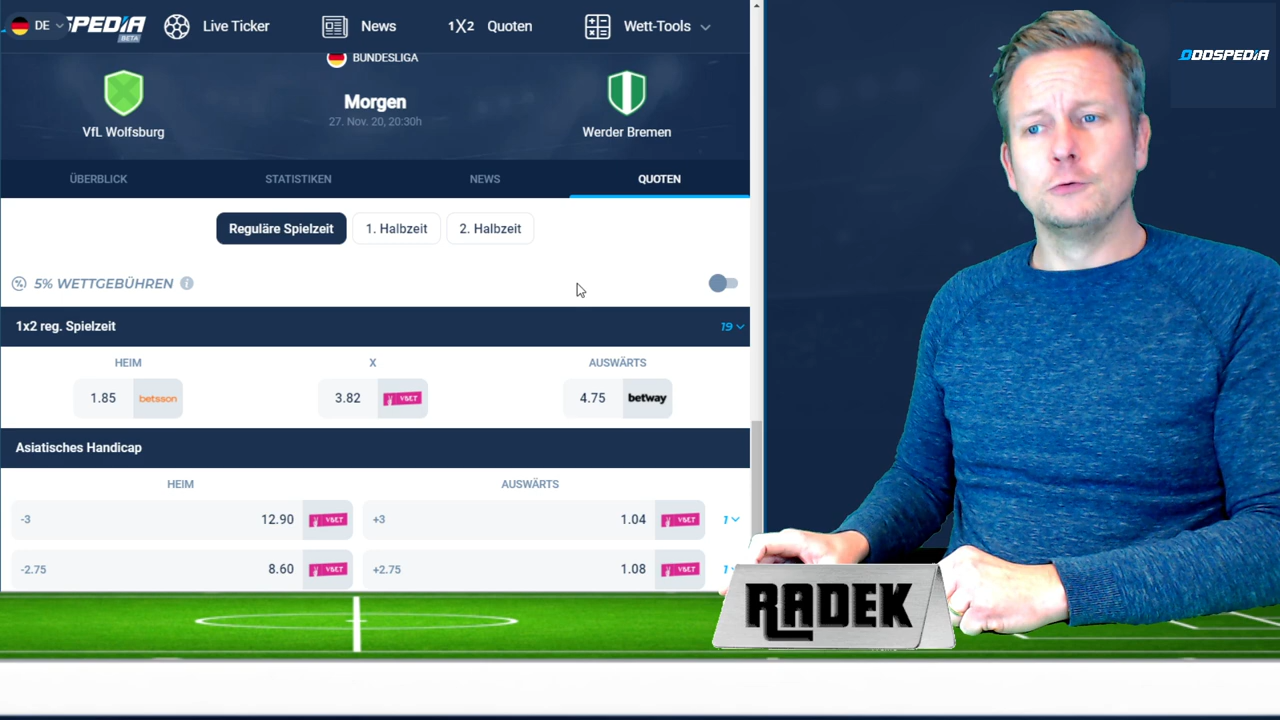 DE
SPEDIA
BETA
Live Ticker
News
1X2 Quoten
Wett-Tools
ODDSPEDIA
BUNDESLIGA
VfL Wolfsburg
Morgen
27. Nov. 20, 20:30h
Werder Bremen
ÜBERBLICK
STATISTIKEN
NEWS
QUOTEN
Reguläre Spielzeit
1. Halbzeit
2. Halbzeit
5% WETTGEBÜHREN
1x2 reg. Spielzeit
19
HEIM
X
AUSWÄRTS
1.85 betsson
3.82 VBET
4.75 betway
Asiatisches Handicap
HEIM
AUSWÄRTS
-3 12.90 VBET
+3 1.04 VBET
1
-2.75 8.60 VBET
+2.75 1.08 VBET
1
RADEK